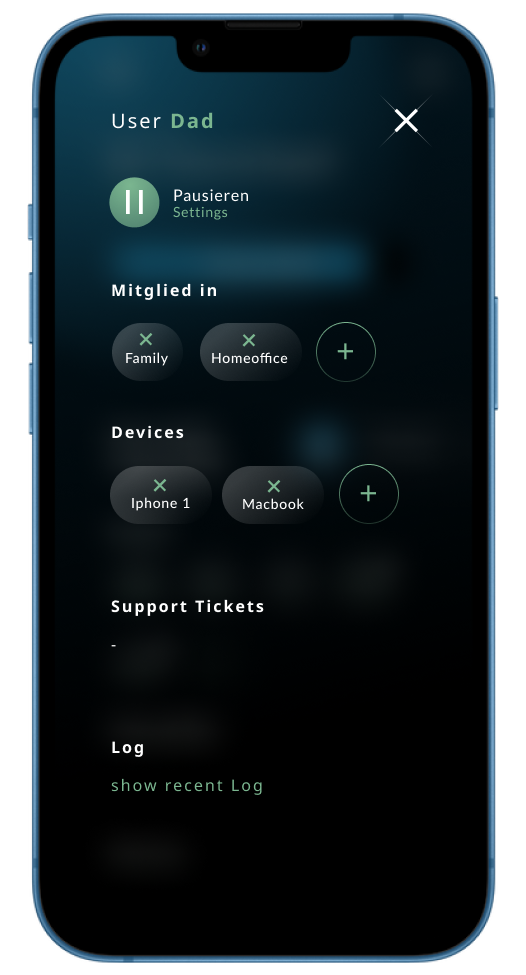 User Dad
Pausieren
Settings
Mitglied in
Family
Homeoffice
Devices
Iphone 1
Macbook
Support Tickets
-
Log
show recent Log